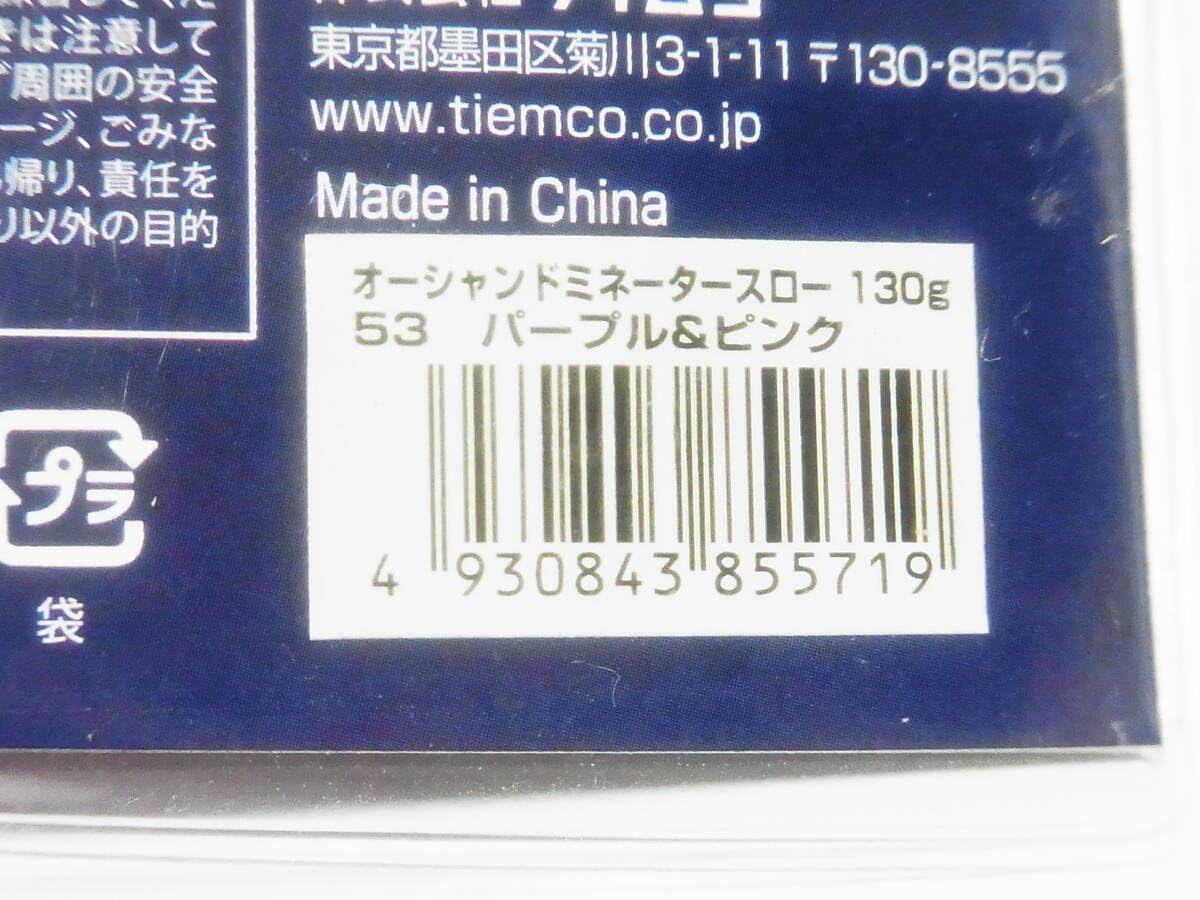 きは注意して
周囲の安全
ージ、ごみな
帰り、責任を
り以外の目的
東京都墨田区菊川3-1-11 〒130-8555
www.tiemco.co.jp
Made in China
オーシャンドミネータースロー 130g
53 パープル&ピンク
4 930843 855719
プラ
袋